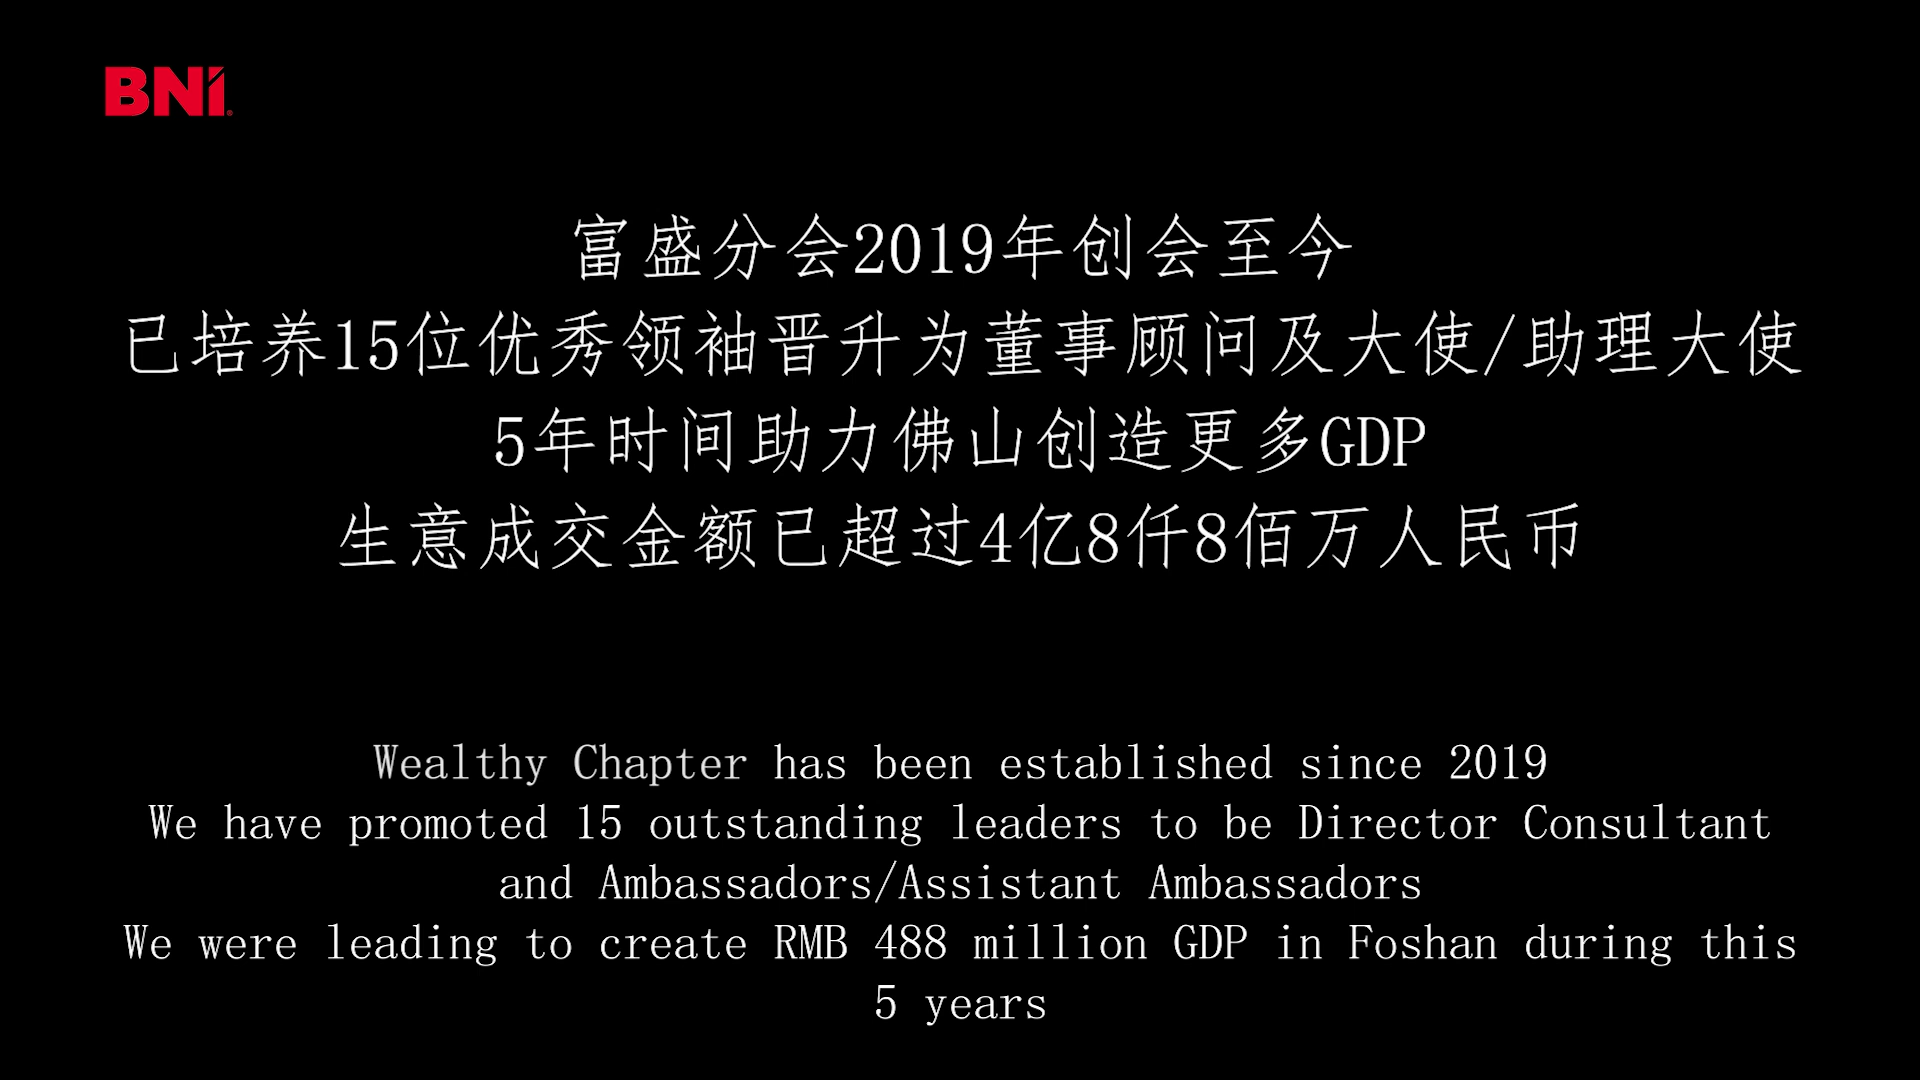 BNI®
富盛分会2019年创会至今
已培养15位优秀领袖晋升为董事顾问及大使/助理大使
5年时间助力佛山创造更多GDP
生意成交金额已超过4亿8仟8佰万人民币
Wealthy Chapter has been established since 2019
We have promoted 15 outstanding leaders to be Director Consultant
and Ambassadors/Assistant Ambassadors
We were leading to create RMB 488 million GDP in Foshan during this
5 years